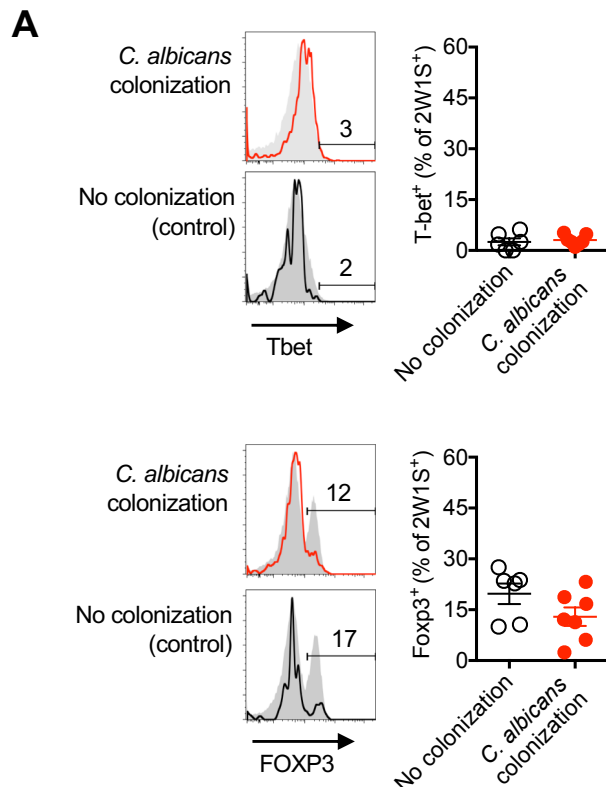 A
C. albicans
colonization
3
No colonization
(control)
2
Tbet
T-bet⁺ (% of 2W1S⁺)
60
45
30
15
0
No colonization
C. albicans
colonization
C. albicans
colonization
12
No colonization
(control)
17
FOXP3
Foxp3⁺ (% of 2W1S⁺)
60
45
30
15
0
No colonization
C. albicans
colonization